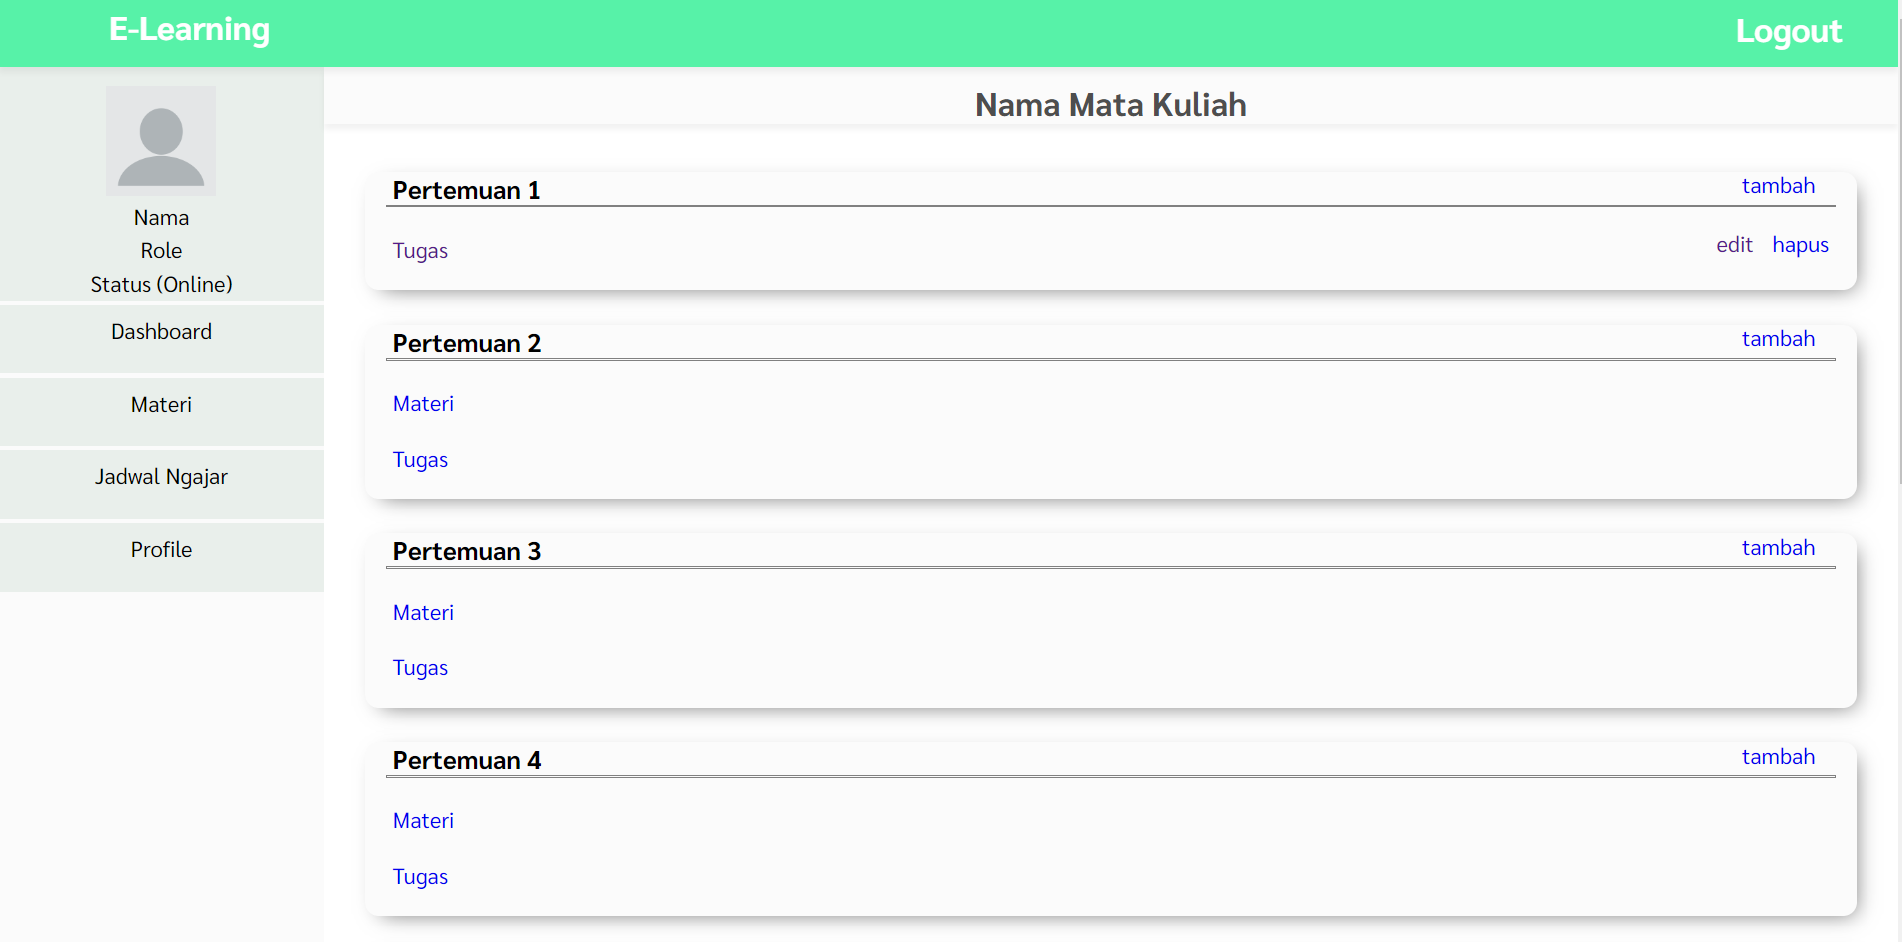 E-Learning
Logout
Nama
Role
Status (Online)
Dashboard
Materi
Jadwal Ngajar
Profile
Nama Mata Kuliah
Pertemuan 1
tambah
Tugas
edit hapus
Pertemuan 2
tambah
Materi
Tugas
Pertemuan 3
tambah
Materi
Tugas
Pertemuan 4
tambah
Materi
Tugas